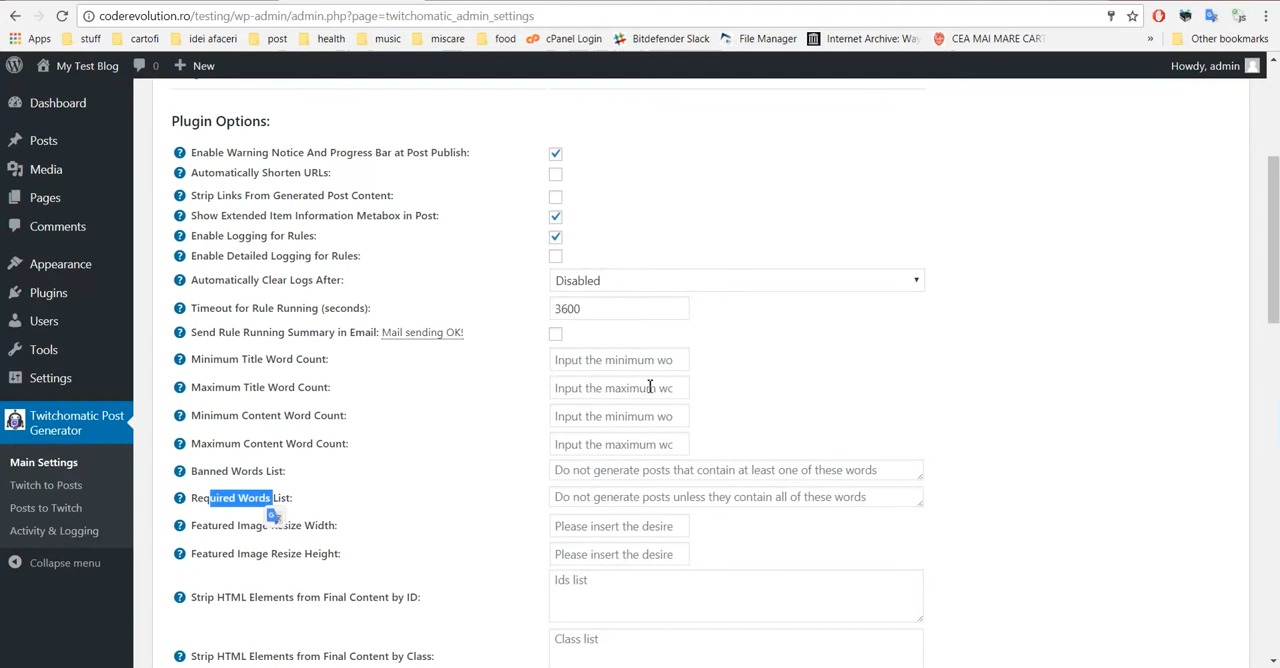 coderevolution.ro/testing/wp-admin/admin.php?page=twitchomatic_admin_settings
Apps stuff cartofi idei afaceri post health music miscare food cPanel Login Bitdefender Slack File Manager Internet Archive: Way CEA MAI MARE CART » Other bookmarks
My Test Blog 0 + New Howdy, admin
Dashboard
Posts
Media
Pages
Comments
Appearance
Plugins
Users
Tools
Settings
Twitchomatic Post
Generator
Main Settings
Twitch to Posts
Posts to Twitch
Activity & Logging
Collapse menu
Plugin Options:
Enable Warning Notice And Progress Bar at Post Publish:
Automatically Shorten URLs:
Strip Links From Generated Post Content:
Show Extended Item Information Metabox in Post:
Enable Logging for Rules:
Enable Detailed Logging for Rules:
Automatically Clear Logs After: Disabled
Timeout for Rule Running (seconds): 3600
Send Rule Running Summary in Email: Mail sending OK!
Minimum Title Word Count: Input the minimum wo
Maximum Title Word Count: Input the maximum wc
Minimum Content Word Count: Input the minimum wo
Maximum Content Word Count: Input the maximum wc
Banned Words List: Do not generate posts that contain at least one of these words
Required Words List: Do not generate posts unless they contain all of these words
Featured Image Resize Width: Please insert the desire
Featured Image Resize Height: Please insert the desire
Strip HTML Elements from Final Content by ID: Ids list
Strip HTML Elements from Final Content by Class: Class list